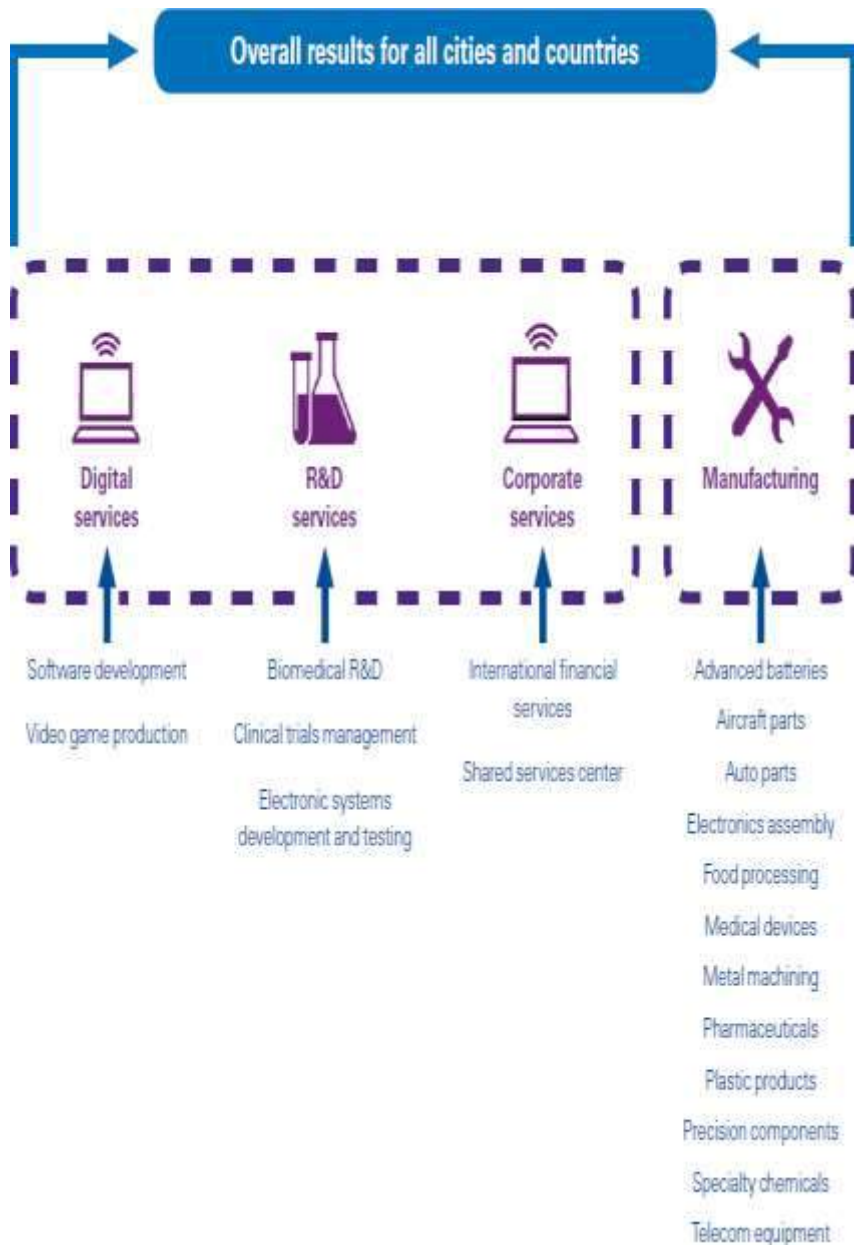 Overall results for all cities and countries
Digital
services
R&D
services
Corporate
services
Manufacturing
Software development
Video game production
Biomedical R&D
Clinical trials management
Electronic systems
development and testing
International financial
services
Shared services center
Advanced batteries
Aircraft parts
Auto parts
Electronics assembly
Food processing
Medical devices
Metal machining
Pharmaceuticals
Plastic products
Precision components
Specialty chemicals
Telecom equipment